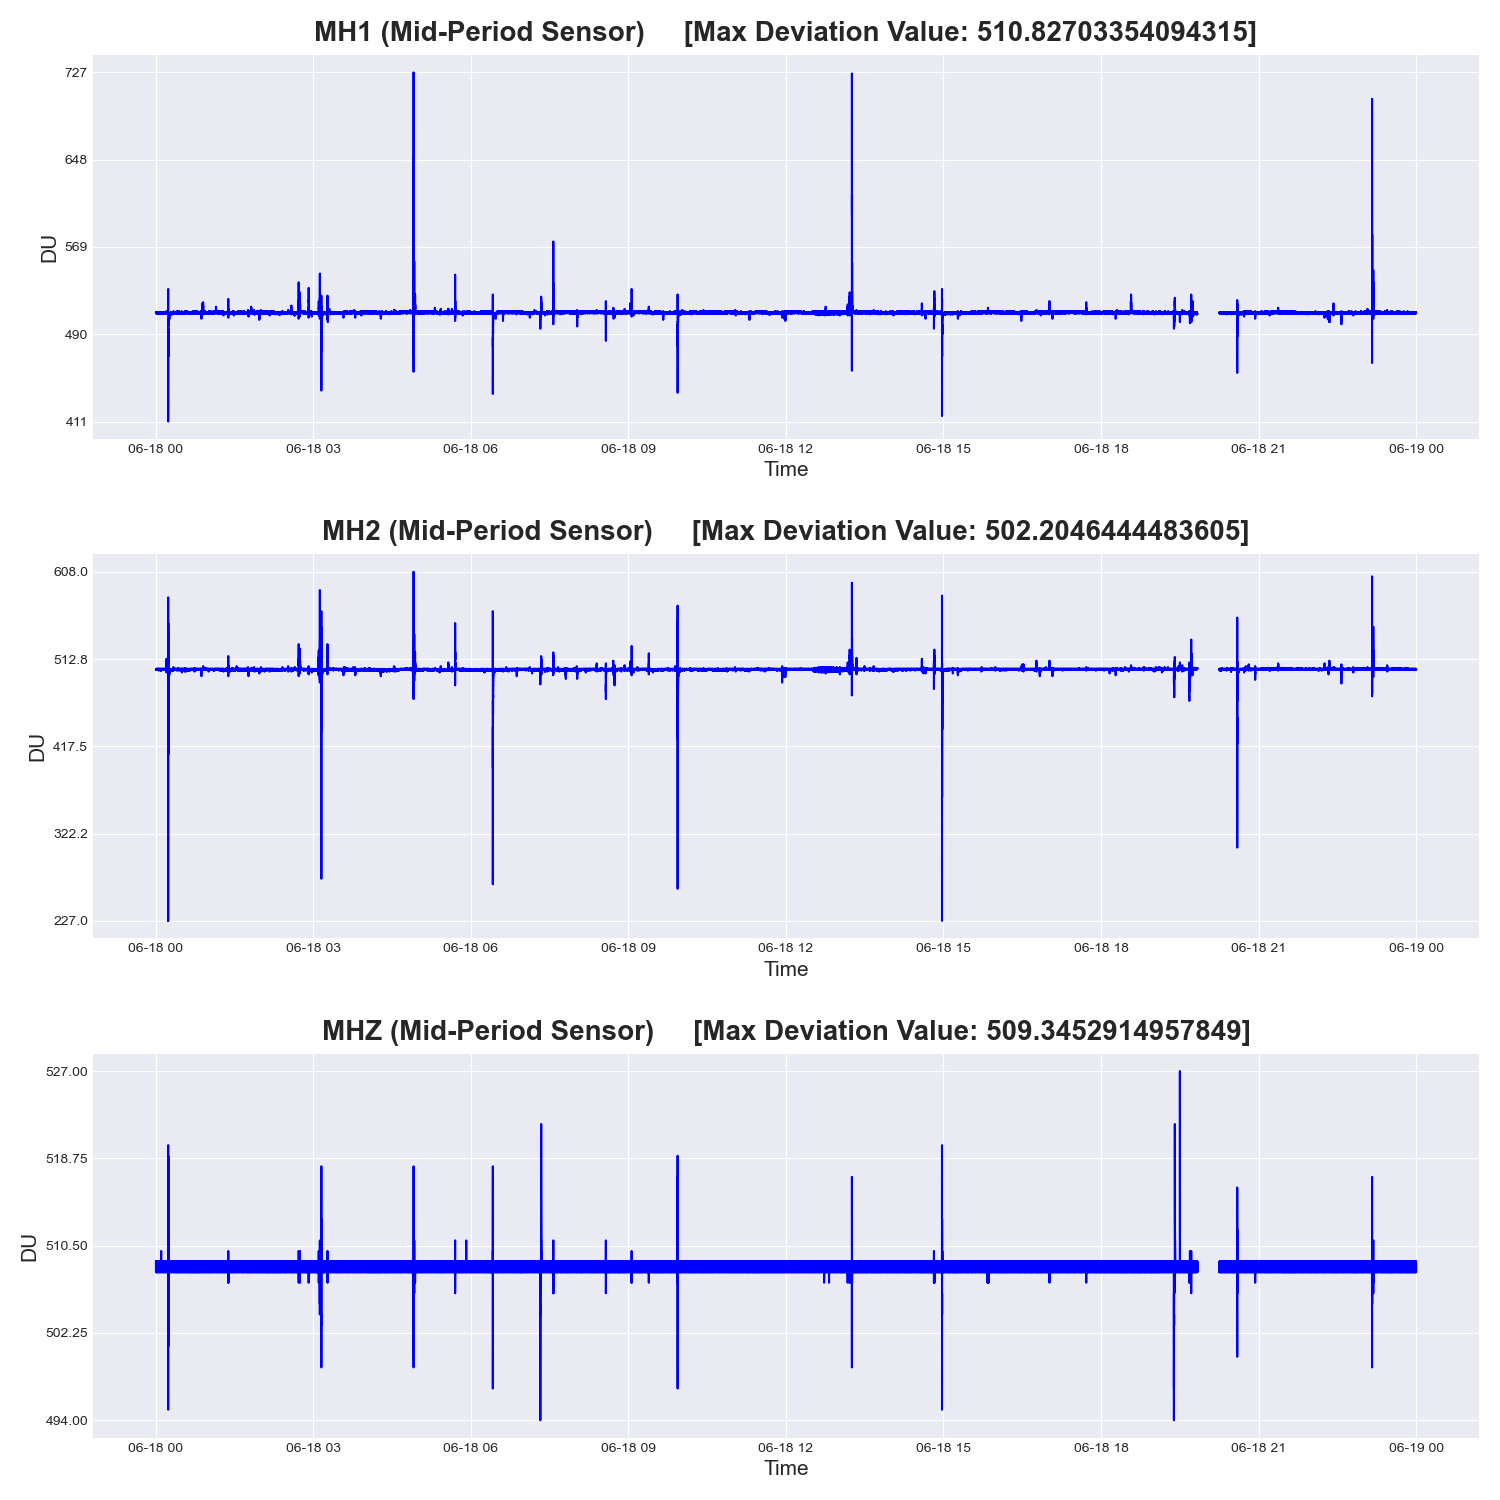 MH1 (Mid-Period Sensor) [Max Deviation Value: 510.82703354094315]
727
648
569
490
411
DU
06-18 00 06-18 03 06-18 06 06-18 09 06-18 12 06-18 15 06-18 18 06-18 21 06-19 00
Time
MH2 (Mid-Period Sensor) [Max Deviation Value: 502.2046444483605]
608.0
512.8
417.5
322.2
227.0
DU
06-18 00 06-18 03 06-18 06 06-18 09 06-18 12 06-18 15 06-18 18 06-18 21 06-19 00
Time
MHZ (Mid-Period Sensor) [Max Deviation Value: 509.3452914957849]
527.00
518.75
510.50
502.25
494.00
DU
06-18 00 06-18 03 06-18 06 06-18 09 06-18 12 06-18 15 06-18 18 06-18 21 06-19 00
Time